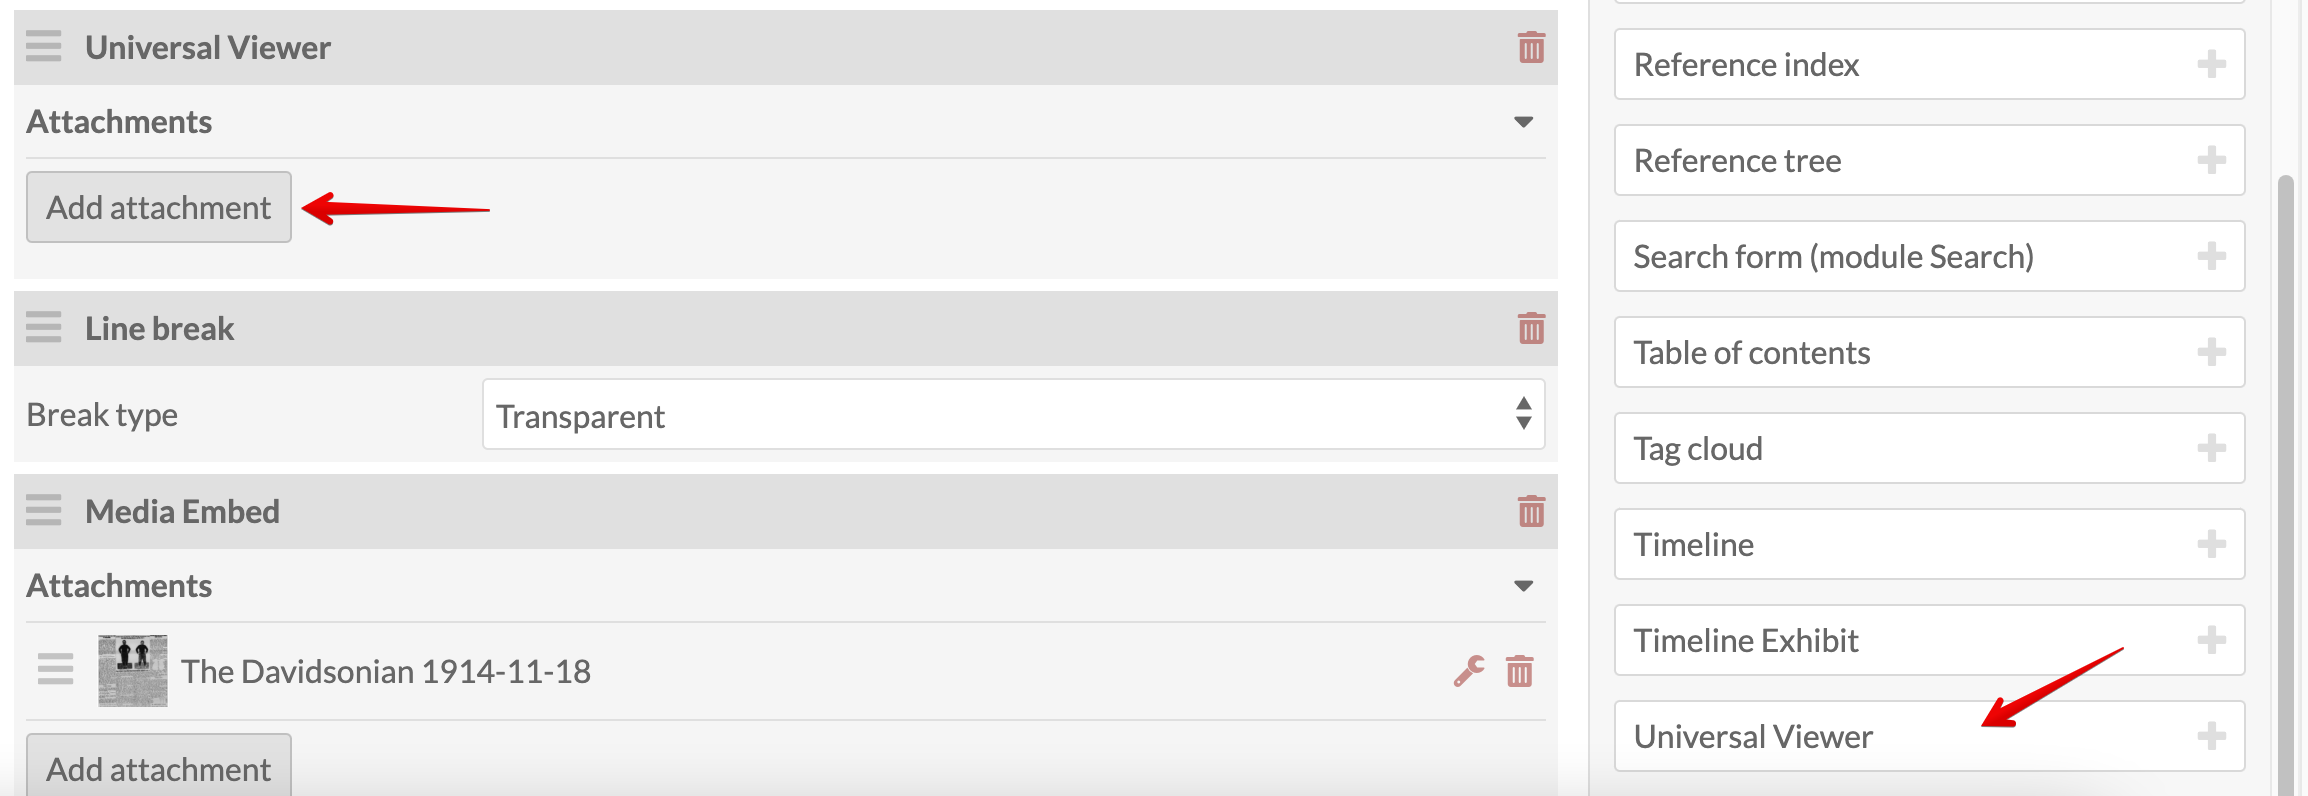 Universal Viewer
Attachments
Add attachment
Line break
Break type
Transparent
Media Embed
Attachments
The Davidsonian 1914-11-18
Add attachment
Reference index
Reference tree
Search form (module Search)
Table of contents
Tag cloud
Timeline
Timeline Exhibit
Universal Viewer